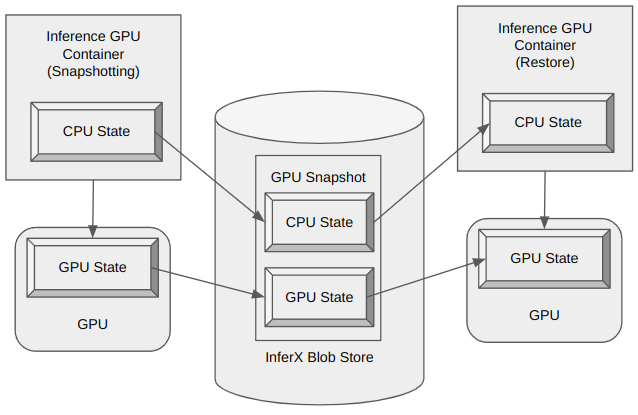 Inference GPU
Container
(Snapshotting)
CPU State
GPU State
GPU
GPU Snapshot
CPU State
GPU State
InferX Blob Store
Inference GPU
Container
(Restore)
CPU State
GPU State
GPU